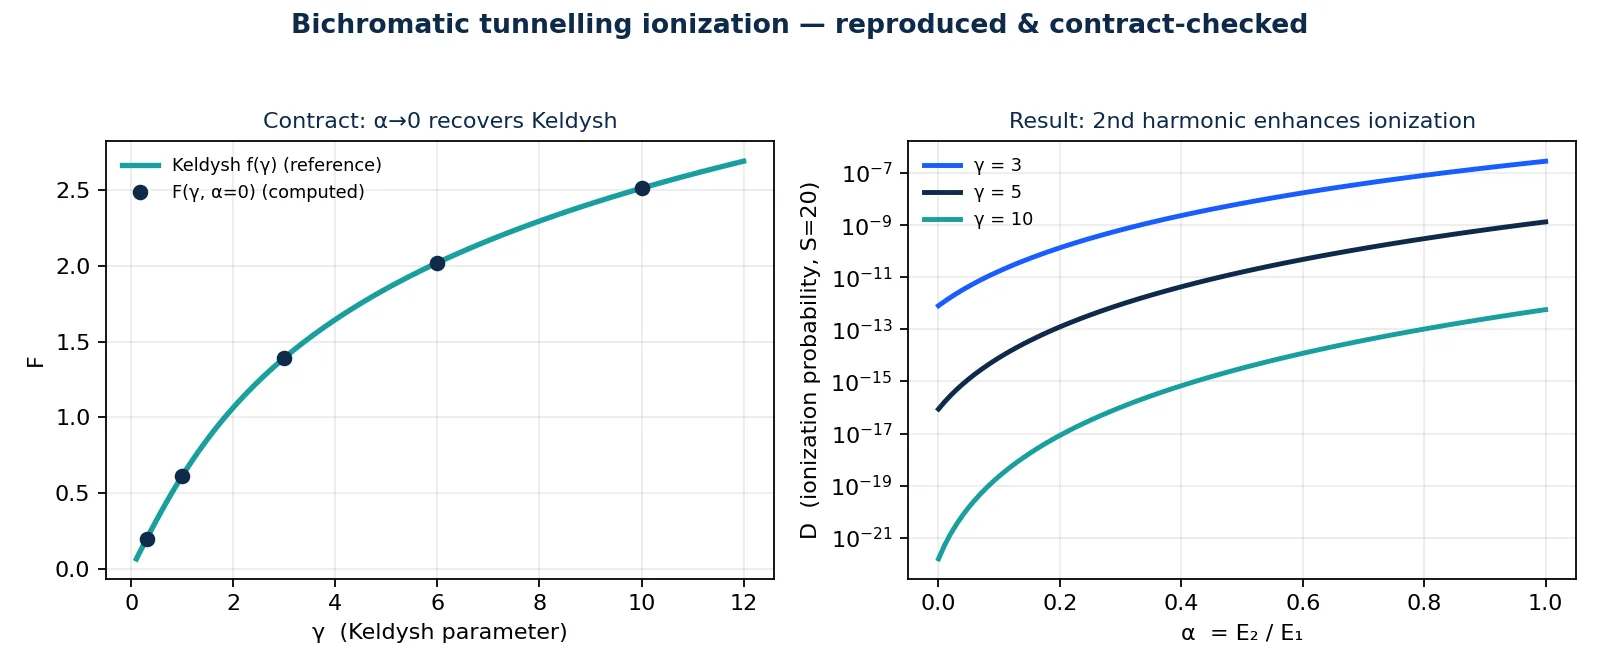 Bichromatic tunnelling ionization — reproduced & contract-checked
Contract: α→0 recovers Keldysh
Keldysh f(γ) (reference)
F(γ, α=0) (computed)
F
2.5
2.0
1.5
1.0
0.5
0.0
0 2 4 6 8 10 12
γ (Keldysh parameter)
Result: 2nd harmonic enhances ionization
γ = 3
γ = 5
γ = 10
D (ionization probability, S=20)
10⁻⁷
10⁻⁹
10⁻¹¹
10⁻¹³
10⁻¹⁵
10⁻¹⁷
10⁻¹⁹
10⁻²¹
0.0 0.2 0.4 0.6 0.8 1.0
α = E₂ / E₁